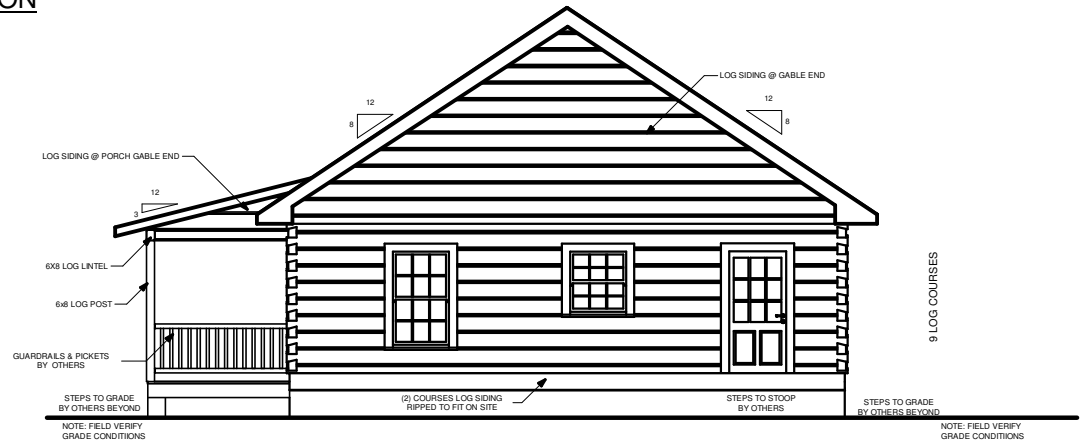 ON
LOG SIDING @ GABLE END
12
8
12
8
LOG SIDING @ PORCH GABLE END
12
3
6X8 LOG LINTEL
6x8 LOG POST
9 LOG COURSES
GUARDRAILS & PICKETS
BY OTHERS
STEPS TO GRADE
BY OTHERS BEYOND
(2) COURSES LOG SIDING
RIPPED TO FIT ON SITE
STEPS TO STOOP
BY OTHERS
STEPS TO GRADE
BY OTHERS BEYOND
NOTE: FIELD VERIFY
GRADE CONDITIONS
NOTE: FIELD VERIFY
GRADE CONDITIONS